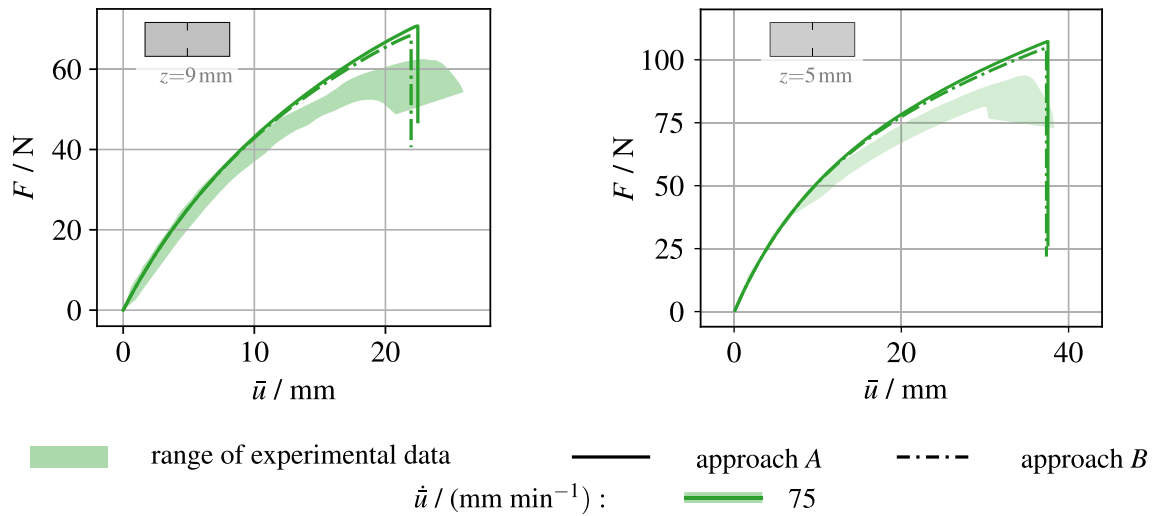 z=9 mm
60
40
20
0
F / N
0 10 20
ū / mm
z=5 mm
100
75
50
25
0
F / N
0 20 40
ū / mm
range of experimental data
approach A
approach B
u̇̄ / (mm min⁻¹) :
75